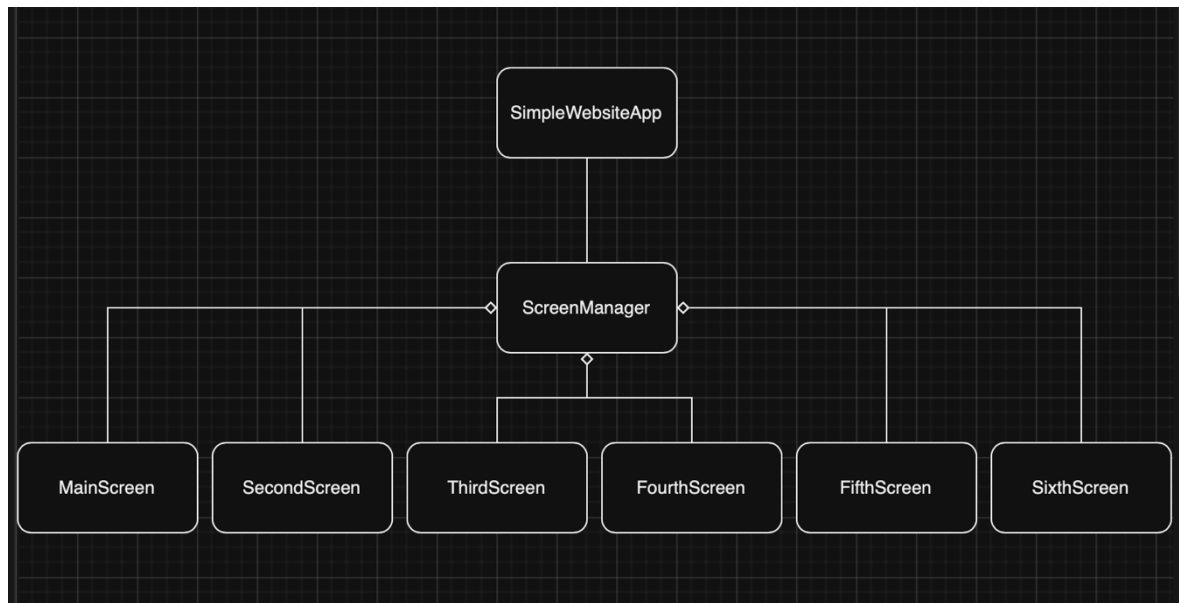 SimpleWebsiteApp
ScreenManager
MainScreen
SecondScreen
ThirdScreen
FourthScreen
FifthScreen
SixthScreen